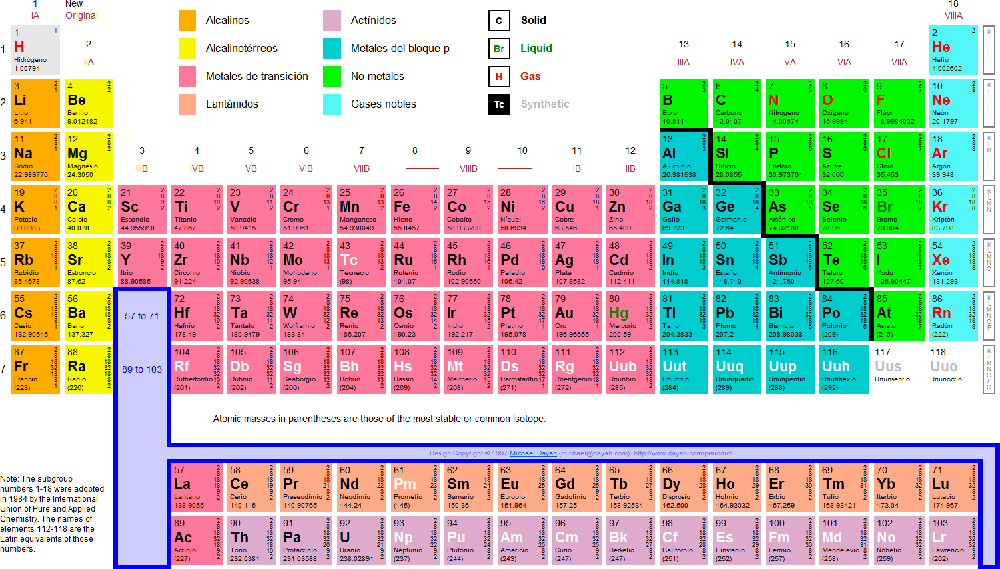 1 New 18
IA Original VIIIA
Alcalinos Actínidos C Solid
Alcalinotérreos Metales del bloque p Br Liquid
Metales de transición No metales H Gas
Lantánidos Gases nobles Tc Synthetic
2 13 14 15 16 17
IIA IIIA IVA VA VIA VIIA
1 1 2 2 K
1 H He
Hidrógeno Helio
1.00794 4.002602
3 4 5 6 7 8 9 10 K L
2 Li Be B C N O F Ne
Litio Berilio Boro Carbono Nitrógeno Oxígeno Flúor Neón
6.941 9.012182 10.811 12.0107 14.00674 15.9994 18.9984032 20.1797
3 4 5 6 7 8 9 10 11 12
IIIB IVB VB VIB VIIB VIIIB IB IIB
11 12 13 14 15 16 17 18 K L M
3 Na Mg Al Si P S Cl Ar
Sodio Magnesio Aluminio Silicio Fósforo Azufre Cloro Argón
22.989770 24.3050 26.981538 28.0855 30.973761 32.066 35.453 39.948
19 20 21 22 23 24 25 26 27 28 29 30 31 32 33 34 35 36 K L M N
4 K Ca Sc Ti V Cr Mn Fe Co Ni Cu Zn Ga Ge As Se Br Kr
Potasio Calcio Escandio Titanio Vanadio Cromo Manganeso Hierro Cobalto Níquel Cobre Zinc Galio Germanio Arsénico Selenio Bromo Kriptón
39.0983 40.078 44.955910 47.867 50.9415 51.9961 54.938049 55.8457 58.933200 58.6934 63.546 65.409 69.723 72.64 74.92160 78.96 79.904 83.798
37 38 39 40 41 42 43 44 45 46 47 48 49 50 51 52 53 54 K L M N O
5 Rb Sr Y Zr Nb Mo Tc Ru Rh Pd Ag Cd In Sn Sb Te I Xe
Rubidio Estroncio Itrio Circonio Niobio Molibdeno Tecnecio Rutenio Rodio Paladio Plata Cadmio Indio Estaño Antimonio Teluro Yodo Xenón
85.4678 87.62 88.90585 91.224 92.90638 95.94 (98) 101.07 102.90550 106.42 107.8682 112.411 114.818 118.710 121.760 127.60 126.90447 131.293
55 56 72 73 74 75 76 77 78 79 80 81 82 83 84 85 86 K L M N O P
6 Cs Ba 57 to 71 Hf Ta W Re Os Ir Pt Au Hg Tl Pb Bi Po At Rn
Cesio Bario Hafnio Tántalo Wolframio Renio Osmio Iridio Platino Oro Mercurio Talio Plomo Bismuto Polonio Astato Radón
132.90545 137.327 178.49 180.9479 183.84 186.207 190.23 192.217 195.078 196.96655 200.59 204.3833 207.2 208.98038 (209) (210) (222)
87 88 104 105 106 107 108 109 110 111 112 113 114 115 116 117 118 K L M N O P Q
7 Fr Ra 89 to 103 Rf Db Sg Bh Hs Mt Ds Rg Uub Uut Uuq Uup Uuh Uus Uuo
Francio Radio Rutherfordio Dubnio Seaborgio Bohrio Hassio Meitnerio Darmstadtio Roentgenio Ununbio Ununtrio Ununquadio Ununpentio Ununhexio Ununseptio Ununoctio
(223) (226) (261) (262) (266) (264) (269) (268) (271) (272) (285) (284) (289) (288) (292)
Atomic masses in parentheses are those of the most stable or common isotope.
Design Copyright © 1997 Michael Dayah (michael@dayah.com). http://www.dayah.com/periodic/
57 58 59 60 61 62 63 64 65 66 67 68 69 70 71
La Ce Pr Nd Pm Sm Eu Gd Tb Dy Ho Er Tm Yb Lu
Lantano Cerio Praseodimio Neodimio Prometio Samario Europio Gadolinio Terbio Disprosio Holmio Erbio Tulio Iterbio Lutecio
138.9055 140.116 140.90765 144.24 (145) 150.36 151.964 157.25 158.92534 162.500 164.93032 167.259 168.93421 173.04 174.967
89 90 91 92 93 94 95 96 97 98 99 100 101 102 103
Ac Th Pa U Np Pu Am Cm Bk Cf Es Fm Md No Lr
Actinio Torio Protactinio Uranio Neptunio Plutonio Americio Curio Berkelio Californio Einstenio Fermio Mendelevio Nobelio Lawrencio
(227) 232.0381 231.03588 238.02891 (237) (244) (243) (247) (247) (251) (252) (257) (258) (259) (262)
Note: The subgroup
numbers 1-18 were adopted
in 1984 by the International
Union of Pure and Applied
Chemistry. The names of
elements 112-118 are the
Latin equivalents of those
numbers.